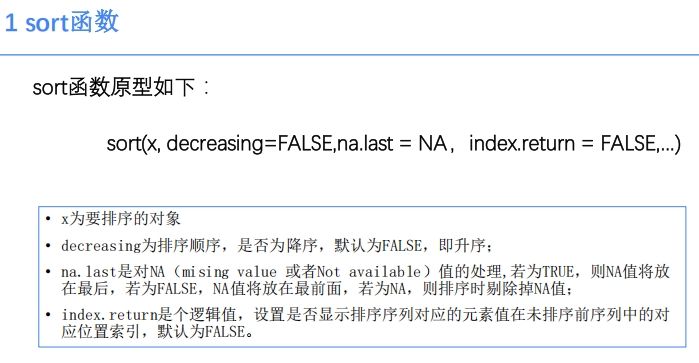 1 sort函数
sort函数原型如下：
sort(x, decreasing=FALSE,na.last = NA，index.return = FALSE,...)
• x为要排序的对象
• decreasing为排序顺序，是否为降序，默认为FALSE，即升序；
• na.last是对NA（mising value 或者Not available）值的处理,若为TRUE，则NA值将放
在最后，若为FALSE，NA值将放在最前面，若为NA，则排序时剔除掉NA值；
• index.return是个逻辑值，设置是否显示排序序列对应的元素值在未排序前序列中的对
应位置索引，默认为FALSE。